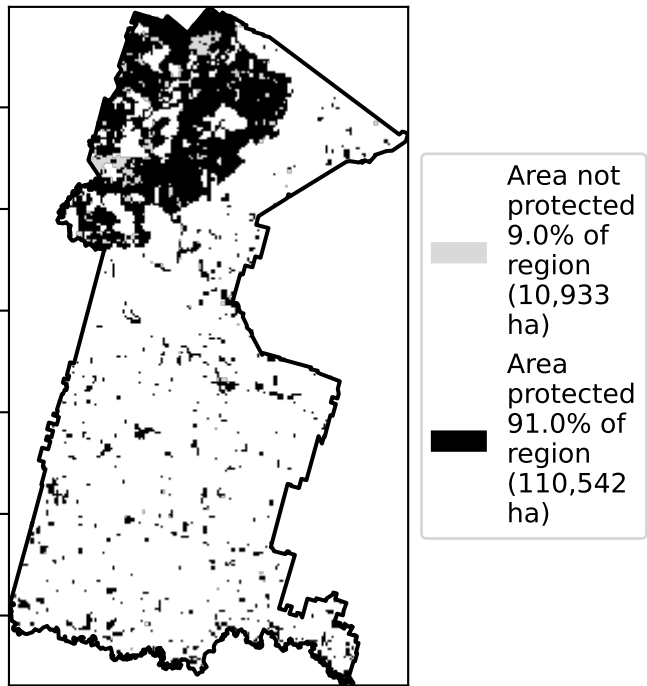 Area not
protected
9.0% of
region
(10,933
ha)
Area
protected
91.0% of
region
(110,542
ha)